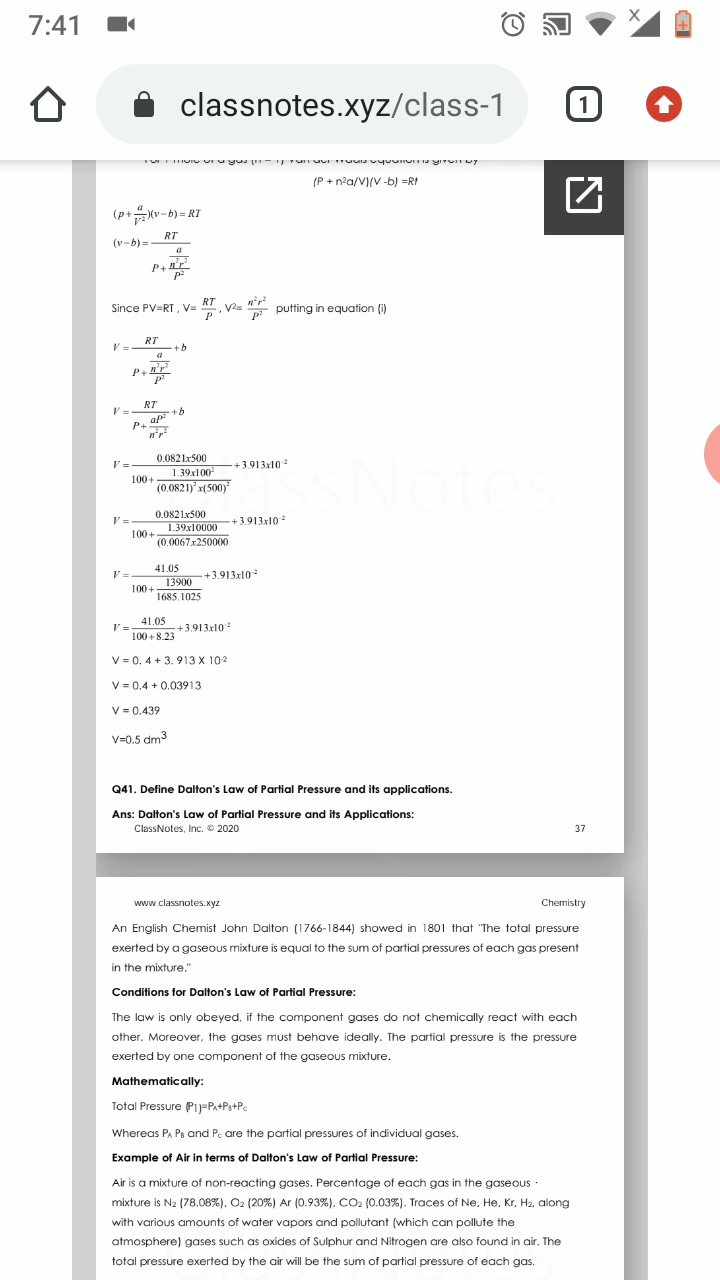 7:41
classnotes.xyz/class-1
1
For 1 mole of a gas (n = 1) Van der Waals equation is given by
(P + n²a/V)(V -b) =Rt
(p+a/V²)(v−b)=RT
(v−b)=RT/(P+a/(n²r²/P²))
Since PV=RT , V= RT/P , V²= n²r²/P² putting in equation (i)
V=RT/(P+a/(n²r²/P²))+b
V=RT/(P+aP²/n²r²)+b
V=0.0821x500/(100+1.39x100²/(0.0821)²x(500)²)+3.913x10⁻²
V=0.0821x500/(100+1.39x10000/(0.0067x250000)+3.913x10⁻²
V=41.05/(100+13900/1685.1025)+3.913x10⁻²
V=41.05/(100+8.23)+3.913x10⁻²
V = 0. 4 + 3. 913 X 10⁻²
V = 0.4 + 0.03913
V = 0.439
V=0.5 dm³
Q41. Define Dalton's Law of Partial Pressure and its applications.
Ans: Dalton's Law of Partial Pressure and its Applications:
ClassNotes, Inc. © 2020 37
www.classnotes.xyz Chemistry
An English Chemist John Dalton (1766-1844) showed in 1801 that "The total pressure
exerted by a gaseous mixture is equal to the sum of partial pressures of each gas present
in the mixture."
Conditions for Dalton's Law of Partial Pressure:
The law is only obeyed, if the component gases do not chemically react with each
other. Moreover, the gases must behave ideally. The partial pressure is the pressure
exerted by one component of the gaseous mixture.
Mathematically:
Total Pressure (P1)=PA+PB+PC
Whereas PA PB and PC are the partial pressures of individual gases.
Example of Air in terms of Dalton's Law of Partial Pressure:
Air is a mixture of non-reacting gases. Percentage of each gas in the gaseous ·
mixture is N₂ (78.08%), O₂ (20%) Ar (0.93%), CO₂ (0.03%). Traces of Ne, He, Kr, H₂, along
with various amounts of water vapors and pollutant (which can pollute the
atmosphere) gases such as oxides of Sulphur and Nitrogen are also found in air. The
total pressure exerted by the air will be the sum of partial pressure of each gas.